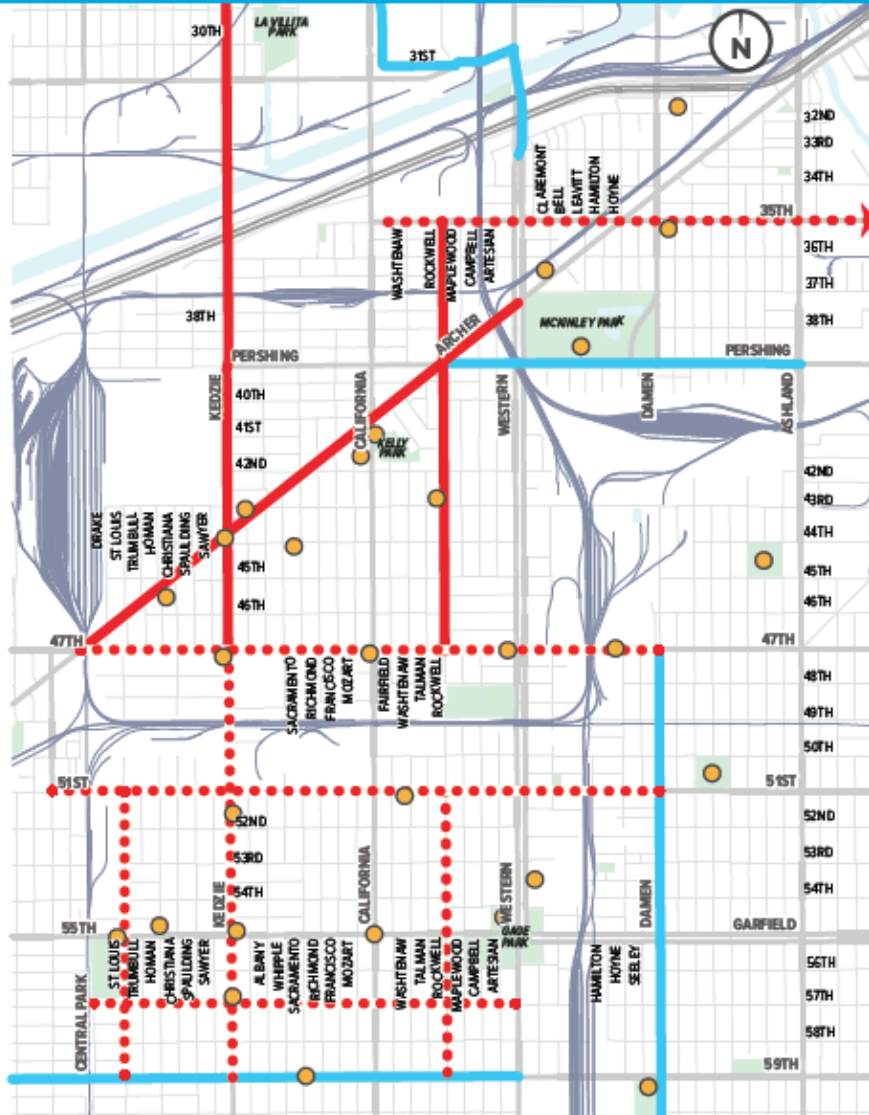 LA VILLITA
PARK
30TH
31ST
N
32ND
33RD
34TH
CLAREMONT
BELL
LEAVITT
HAMILTON
HOYNE
35TH
WASHTENAW
ROCKWELL
MAPLEWOOD
CAMPBELL
ARTESIAN
36TH
37TH
38TH
38TH
MCKINLEY PARK
ARCHER
PERSHING
PERSHING
KEDZIE
CALIFORNIA
WESTERN
DAMEN
ASHLAND
40TH
41ST
42ND
KELLY
PARK
42ND
43RD
44TH
45TH
46TH
DRAKE
ST LOUIS
TRUMBULL
HOMAN
CHRISTIANA
SPAULDING
SAWYER
45TH
46TH
47TH
47TH
SACRAMENTO
RICHMOND
FRANCISCO
MOZART
FAIRFIELD
WASHTENAW
TALMAN
ROCKWELL
48TH
49TH
50TH
51ST
51ST
52ND
53RD
54TH
52ND
53RD
54TH
KEDZIE
CALIFORNIA
WESTERN
DAMEN
55TH
GARFIELD
GAGE
PARK
ST LOUIS
TRUMBULL
HOMAN
CHRISTIANA
SPAULDING
SAWYER
ALBANY
WHIPPLE
SACRAMENTO
RICHMOND
FRANCISCO
MOZART
WASHTENAW
TALMAN
ROCKWELL
MAPLEWOOD
CAMPBELL
ARTESIAN
HAMILTON
HOYNE
SEELEY
56TH
57TH
58TH
CENTRAL PARK
59TH